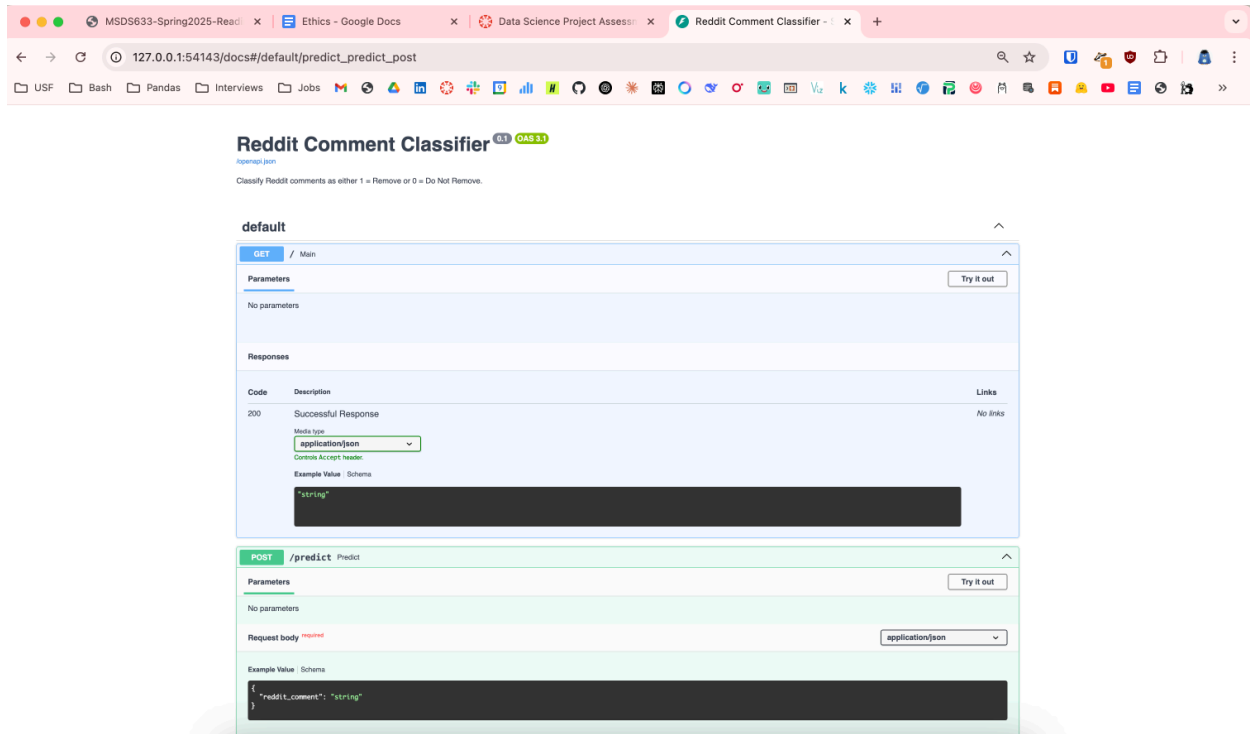 MSDS633-Spring2025-Readi
Ethics - Google Docs
Data Science Project Assessm
Reddit Comment Classifier - S
127.0.0.1:54143/docs#/default/predict_predict_post
USF Bash Pandas Interviews Jobs
Reddit Comment Classifier 0.1 OAS 3.1
/openapi.json
Classify Reddit comments as either 1 = Remove or 0 = Do Not Remove.
default
GET / Main
Parameters Try it out
No parameters
Responses
Code Description Links
200 Successful Response No links
Media type
application/json
Controls Accept header.
Example Value Schema
"string"
POST /predict Predict
Parameters Try it out
No parameters
Request body required application/json
Example Value Schema
{
"reddit_comment": "string"
}